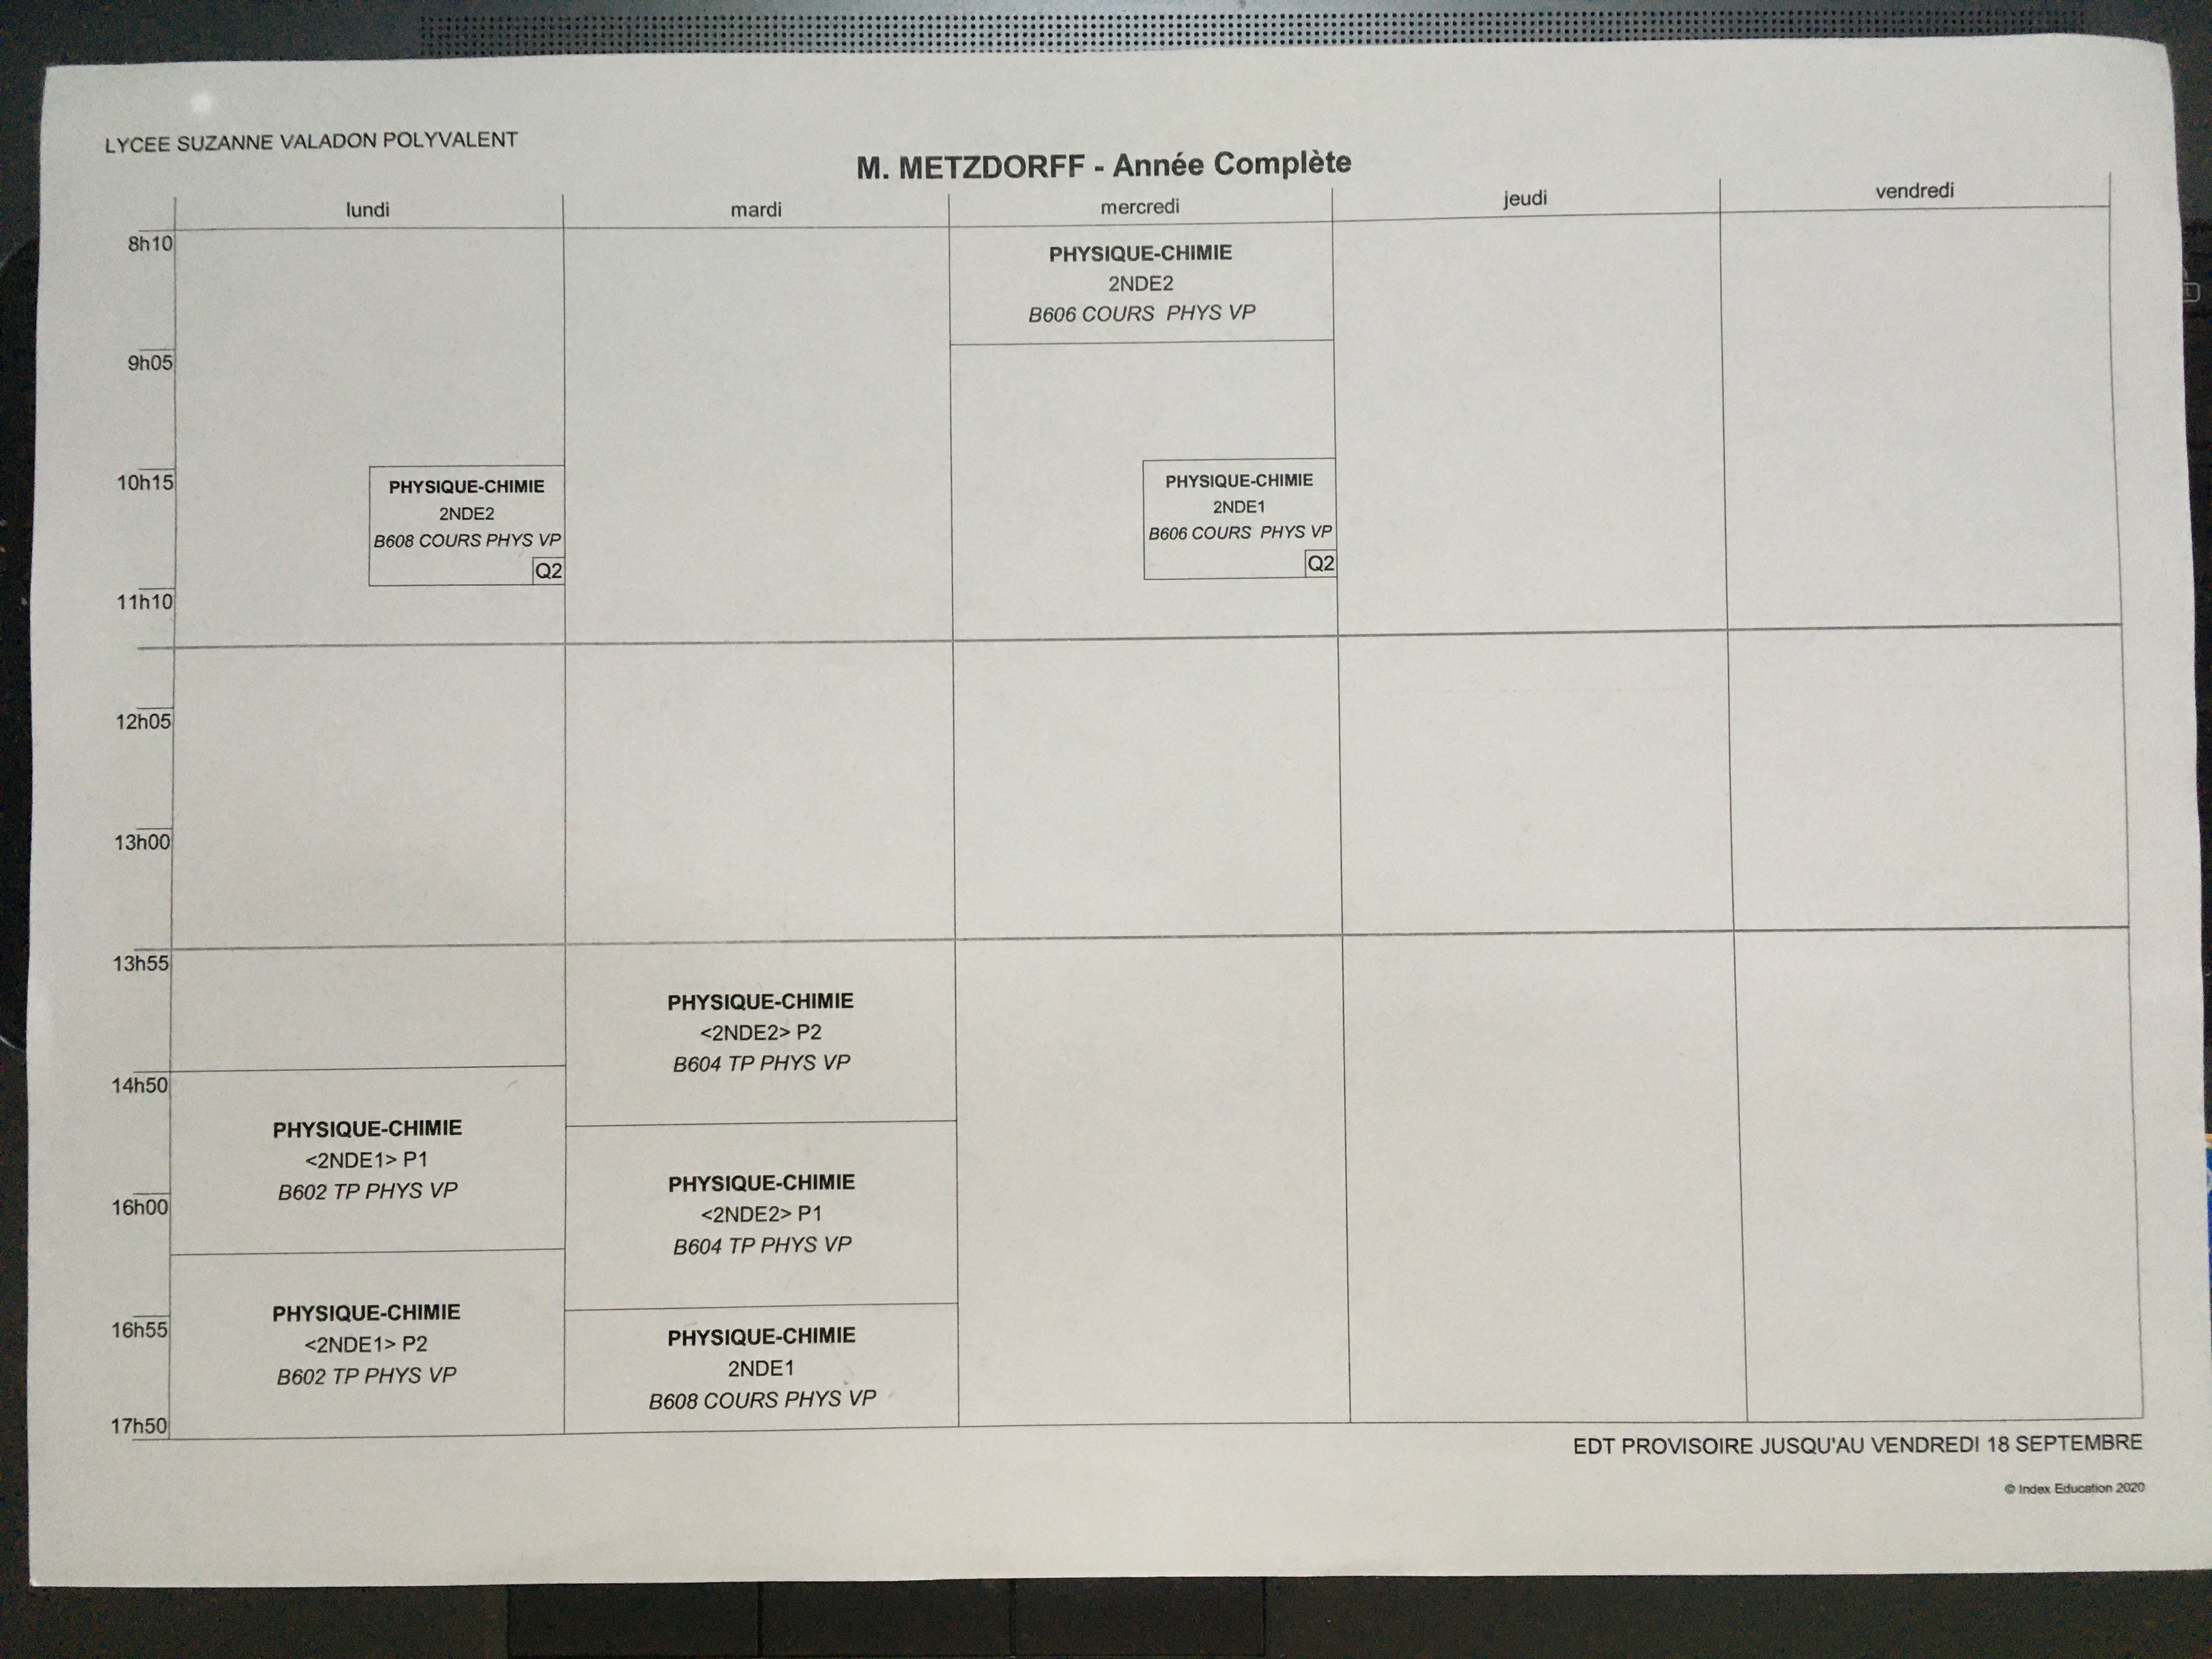 LYCEE SUZANNE VALADON POLYVALENT
M. METZDORFF - Année Complète
lundi
mardi
mercredi
jeudi
vendredi
8h10
9h05
10h15
11h10
12h05
13h00
13h55
14h50
16h00
16h55
17h50
PHYSIQUE-CHIMIE
2NDE2
B608 COURS PHYS VP
Q2
PHYSIQUE-CHIMIE
<2NDE1> P1
B602 TP PHYS VP
PHYSIQUE-CHIMIE
<2NDE1> P2
B602 TP PHYS VP
PHYSIQUE-CHIMIE
<2NDE2> P2
B604 TP PHYS VP
PHYSIQUE-CHIMIE
<2NDE2> P1
B604 TP PHYS VP
PHYSIQUE-CHIMIE
2NDE1
B608 COURS PHYS VP
PHYSIQUE-CHIMIE
2NDE2
B606 COURS PHYS VP
PHYSIQUE-CHIMIE
2NDE1
B606 COURS PHYS VP
Q2
EDT PROVISOIRE JUSQU'AU VENDREDI 18 SEPTEMBRE
© Index Education 2020